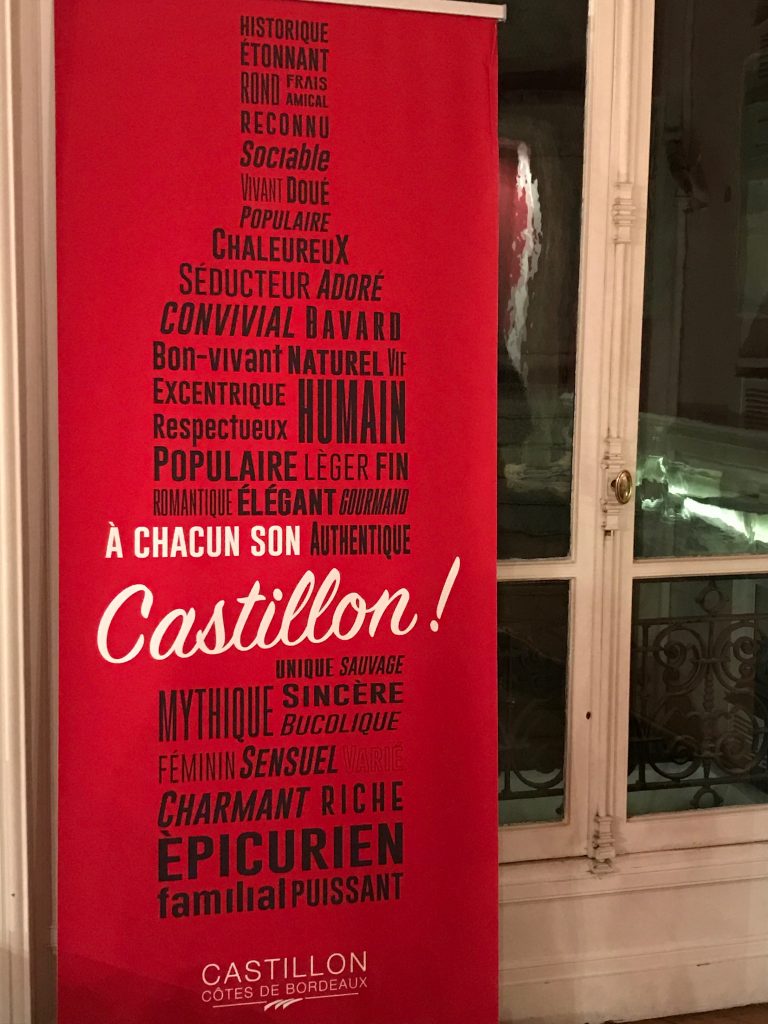 HISTORIQUE
ÉTONNANT
ROND FRAIS
AMICAL
RECONNU
Sociable
VIVANT DOUÉ
POPULAIRE
CHALEUREUX
SÉDUCTEUR ADORÉ
CONVIVIAL BAVARD
Bon-vivant NATUREL VIF
EXCENTRIQUE HUMAIN
Respectueux
POPULAIRE LÈGER FIN
ROMANTIQUE ÉLÉGANT GOURMAND
À CHACUN SON AUTHENTIQUE
Castillon !
UNIQUE SAUVAGE
MYTHIQUE SINCÈRE
BUCOLIQUE
FÉMININ SENSUEL VARIÉ
CHARMANT RICHE
ÈPICURIEN
familial PUISSANT
CASTILLON
CÔTES DE BORDEAUX